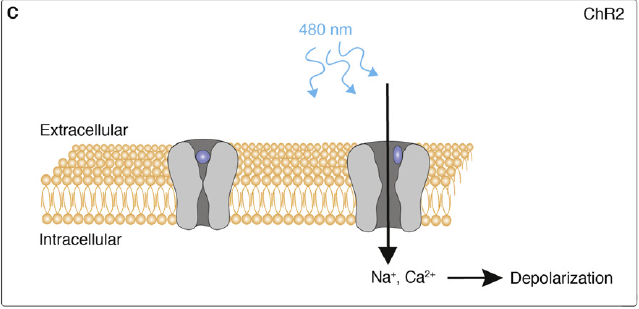 C
ChR2
480 nm
Extracellular
Intracellular
Na⁺, Ca²⁺
Depolarization